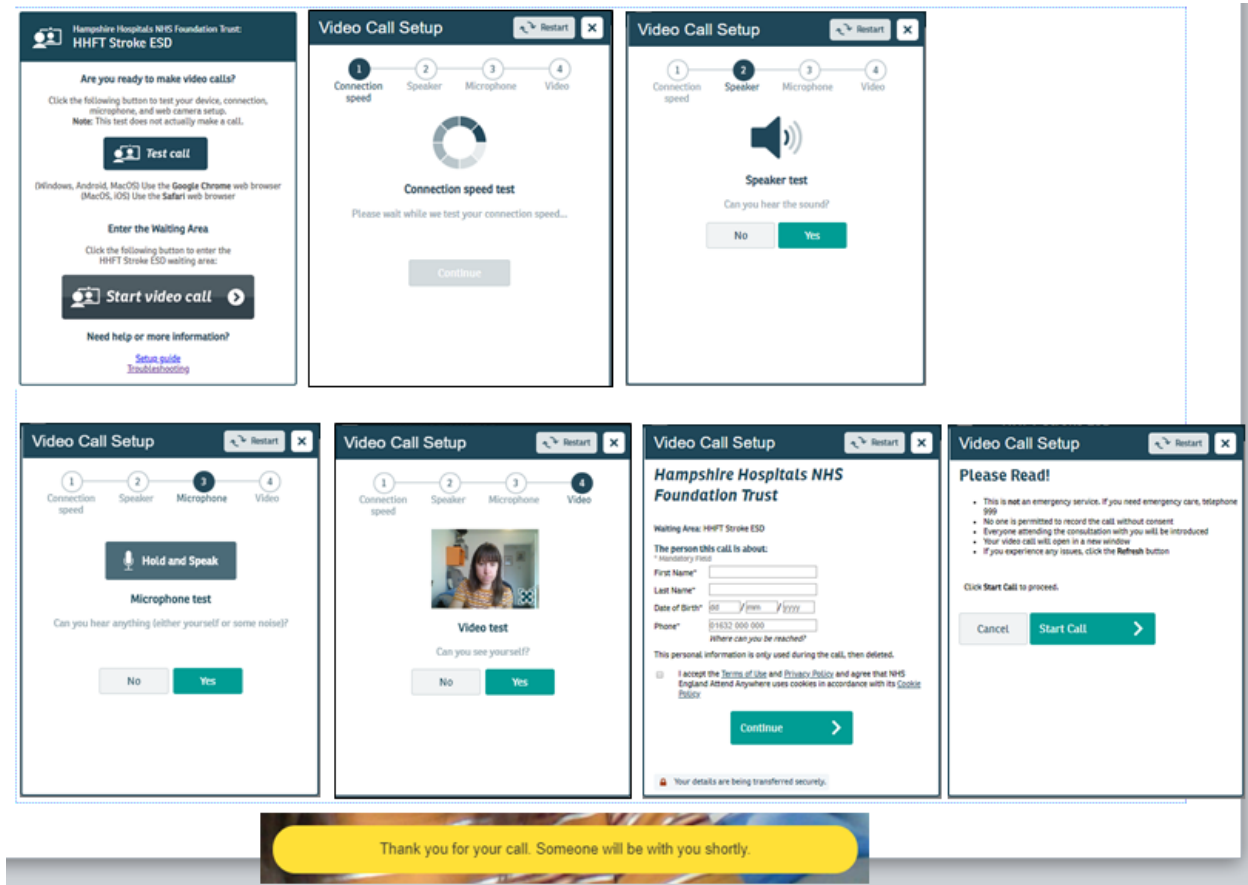 Hampshire Hospitals NHS Foundation Trust:
HHFT Stroke ESD
Are you ready to make video calls?
Click the following button to test your device, connection,
microphone, and web camera setup.
Note: This test does not actually make a call.
Test call
(Windows, Android, MacOS) Use the Google Chrome web browser
(MacOS, iOS) Use the Safari web browser
Enter the Waiting Area
Click the following button to enter the
HHFT Stroke ESD waiting area:
Start video call
Need help or more information?
Setup guide
Troubleshooting
Video Call Setup
Restart
1
2
3
4
Connection
speed
Speaker
Microphone
Video
Connection speed test
Please wait while we test your connection speed...
Continue
Video Call Setup
Restart
1
2
3
4
Connection
speed
Speaker
Microphone
Video
Speaker test
Can you hear the sound?
No
Yes
Video Call Setup
Restart
1
2
3
4
Connection
speed
Speaker
Microphone
Video
Hold and Speak
Microphone test
Can you hear anything (either yourself or some noise)?
No
Yes
Video Call Setup
Restart
1
2
3
4
Connection
speed
Speaker
Microphone
Video
Video test
Can you see yourself?
No
Yes
Video Call Setup
Restart
Hampshire Hospitals NHS
Foundation Trust
Waiting Area: HHFT Stroke ESD
The person this call is about:
* Mandatory Field
First Name*
Last Name*
Date of Birth* dd / mm / yyyy
Phone* 01632 000 000
Where can you be reached?
This personal information is only used during the call, then deleted.
I accept the Terms of Use and Privacy Policy and agree that NHS
England Attend Anywhere uses cookies in accordance with its Cookie
Policy
Continue
Your details are being transferred securely.
Video Call Setup
Restart
Please Read!
This is not an emergency service. If you need emergency care, telephone
999
No one is permitted to record the call without consent
Everyone attending the consultation with you will be introduced
Your video call will open in a new window
If you experience any issues, click the Refresh button
Click Start Call to proceed.
Cancel
Start Call
Thank you for your call. Someone will be with you shortly.